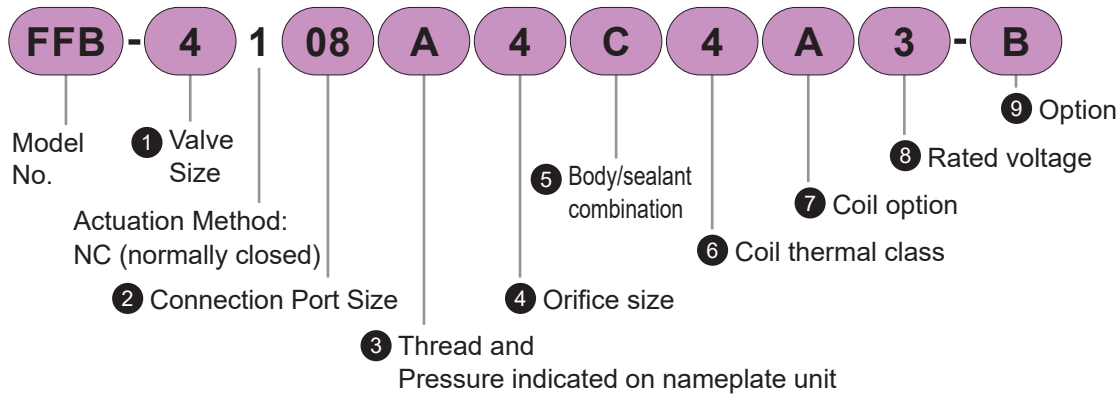 FFB - 4 1 08 A 4 C 4 A 3 - B
Model
No.
1 Valve
Size
Actuation Method:
NC (normally closed)
2 Connection Port Size
3 Thread and
Pressure indicated on nameplate unit
4 Orifice size
5 Body/sealant
combination
6 Coil thermal class
7 Coil option
8 Rated voltage
9 Option